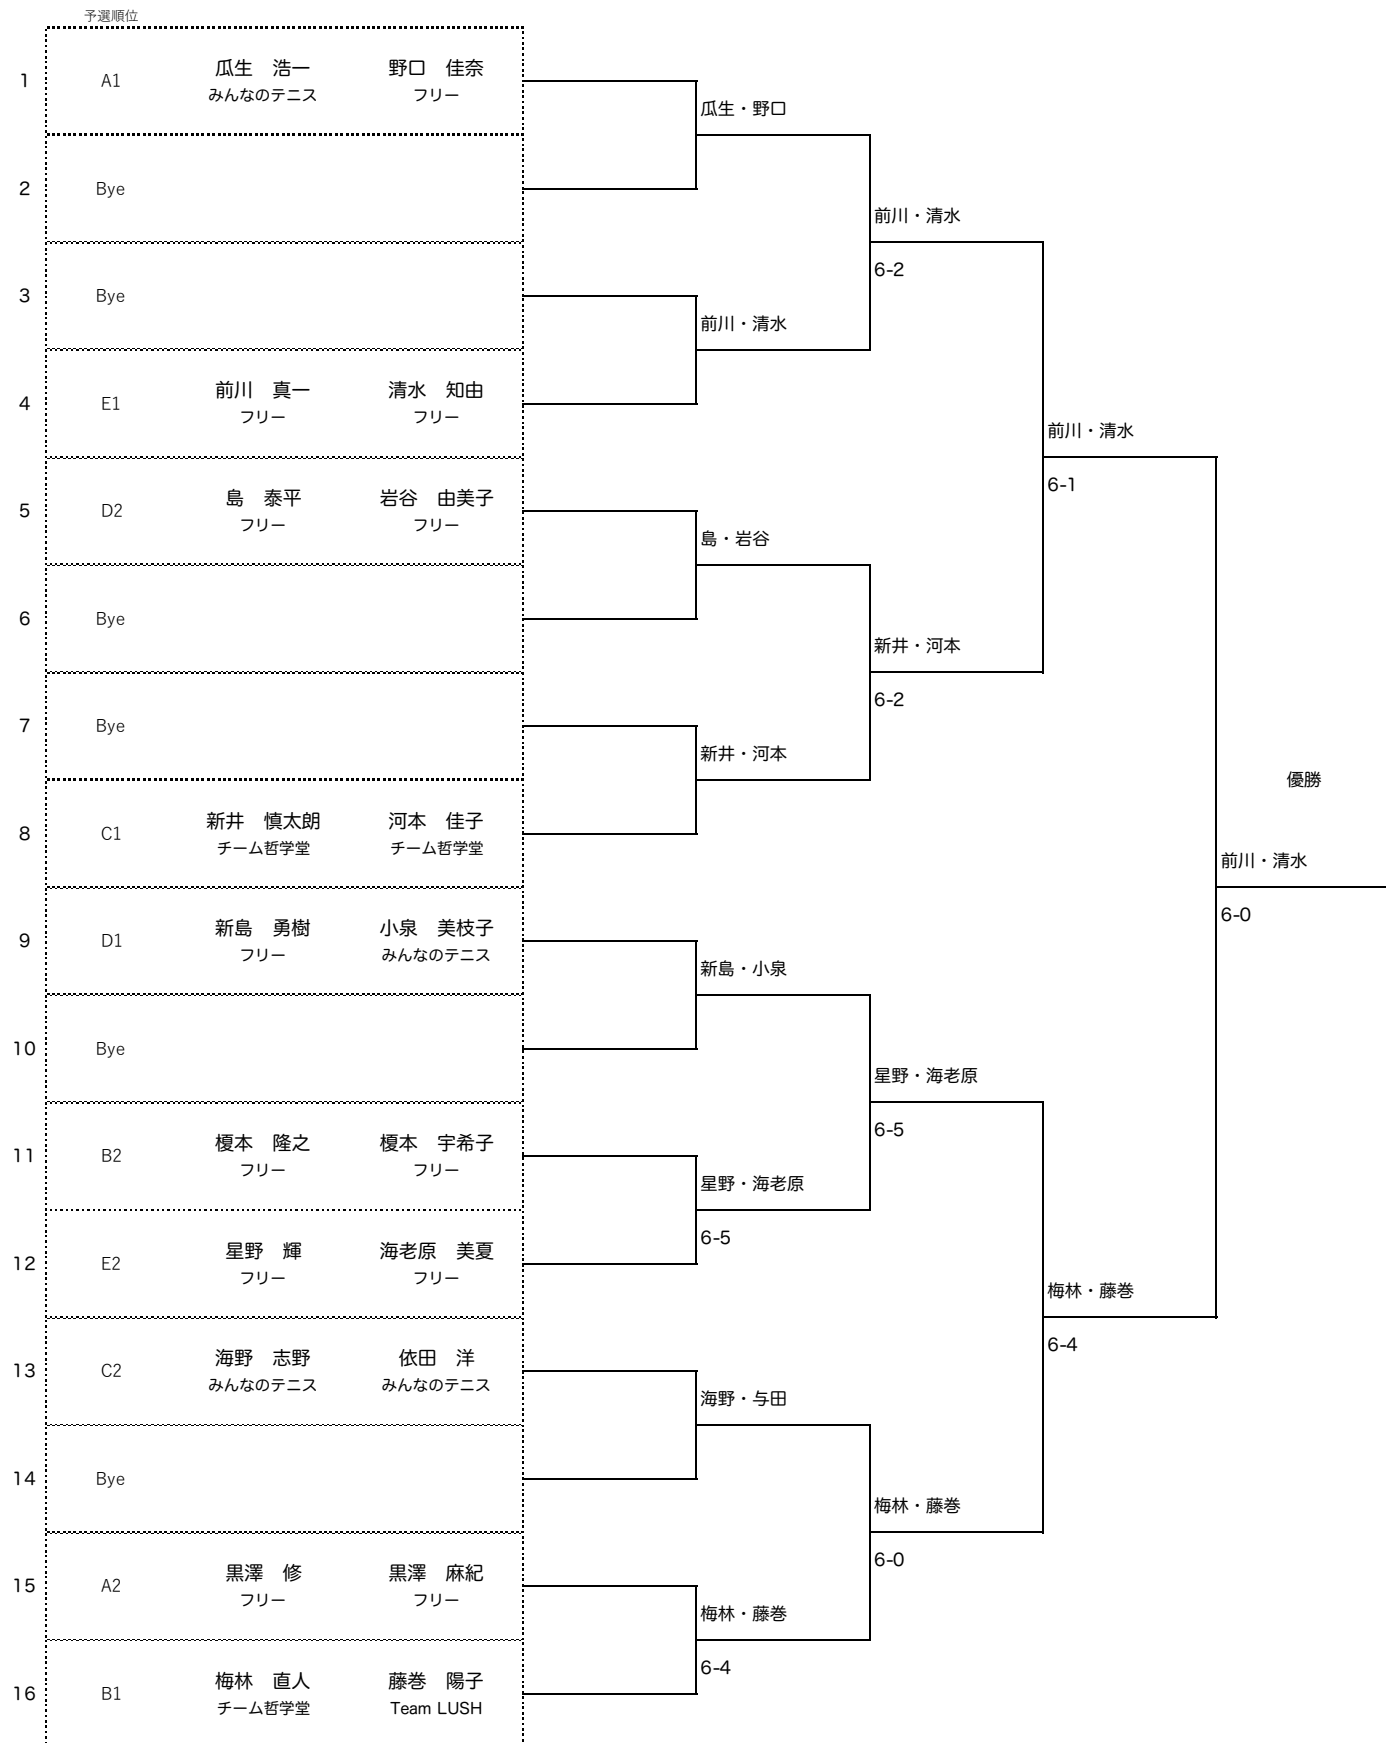 予選順位
1 A1 瓜生　浩一 野口　佳奈
みんなのテニス フリー
瓜生・野口
2 Bye
前川・清水
6-2
3 Bye
前川・清水
4 E1 前川　真一 清水　知由
フリー フリー
前川・清水
6-1
5 D2 島　泰平 岩谷　由美子
フリー フリー
島・岩谷
6 Bye
新井・河本
6-2
7 Bye
新井・河本
優勝
8 C1 新井　慎太朗 河本　佳子
チーム哲学堂 チーム哲学堂
前川・清水
6-0
9 D1 新島　勇樹 小泉　美枝子
フリー みんなのテニス
新島・小泉
10 Bye
星野・海老原
6-5
11 B2 榎本　隆之 榎本　宇希子
フリー フリー
星野・海老原
6-5
12 E2 星野　輝 海老原　美夏
フリー フリー
梅林・藤巻
6-4
13 C2 海野　志野 依田　洋
みんなのテニス みんなのテニス
海野・与田
14 Bye
梅林・藤巻
6-0
15 A2 黒澤　修 黒澤　麻紀
フリー フリー
梅林・藤巻
6-4
16 B1 梅林　直人 藤巻　陽子
チーム哲学堂 Team LUSH